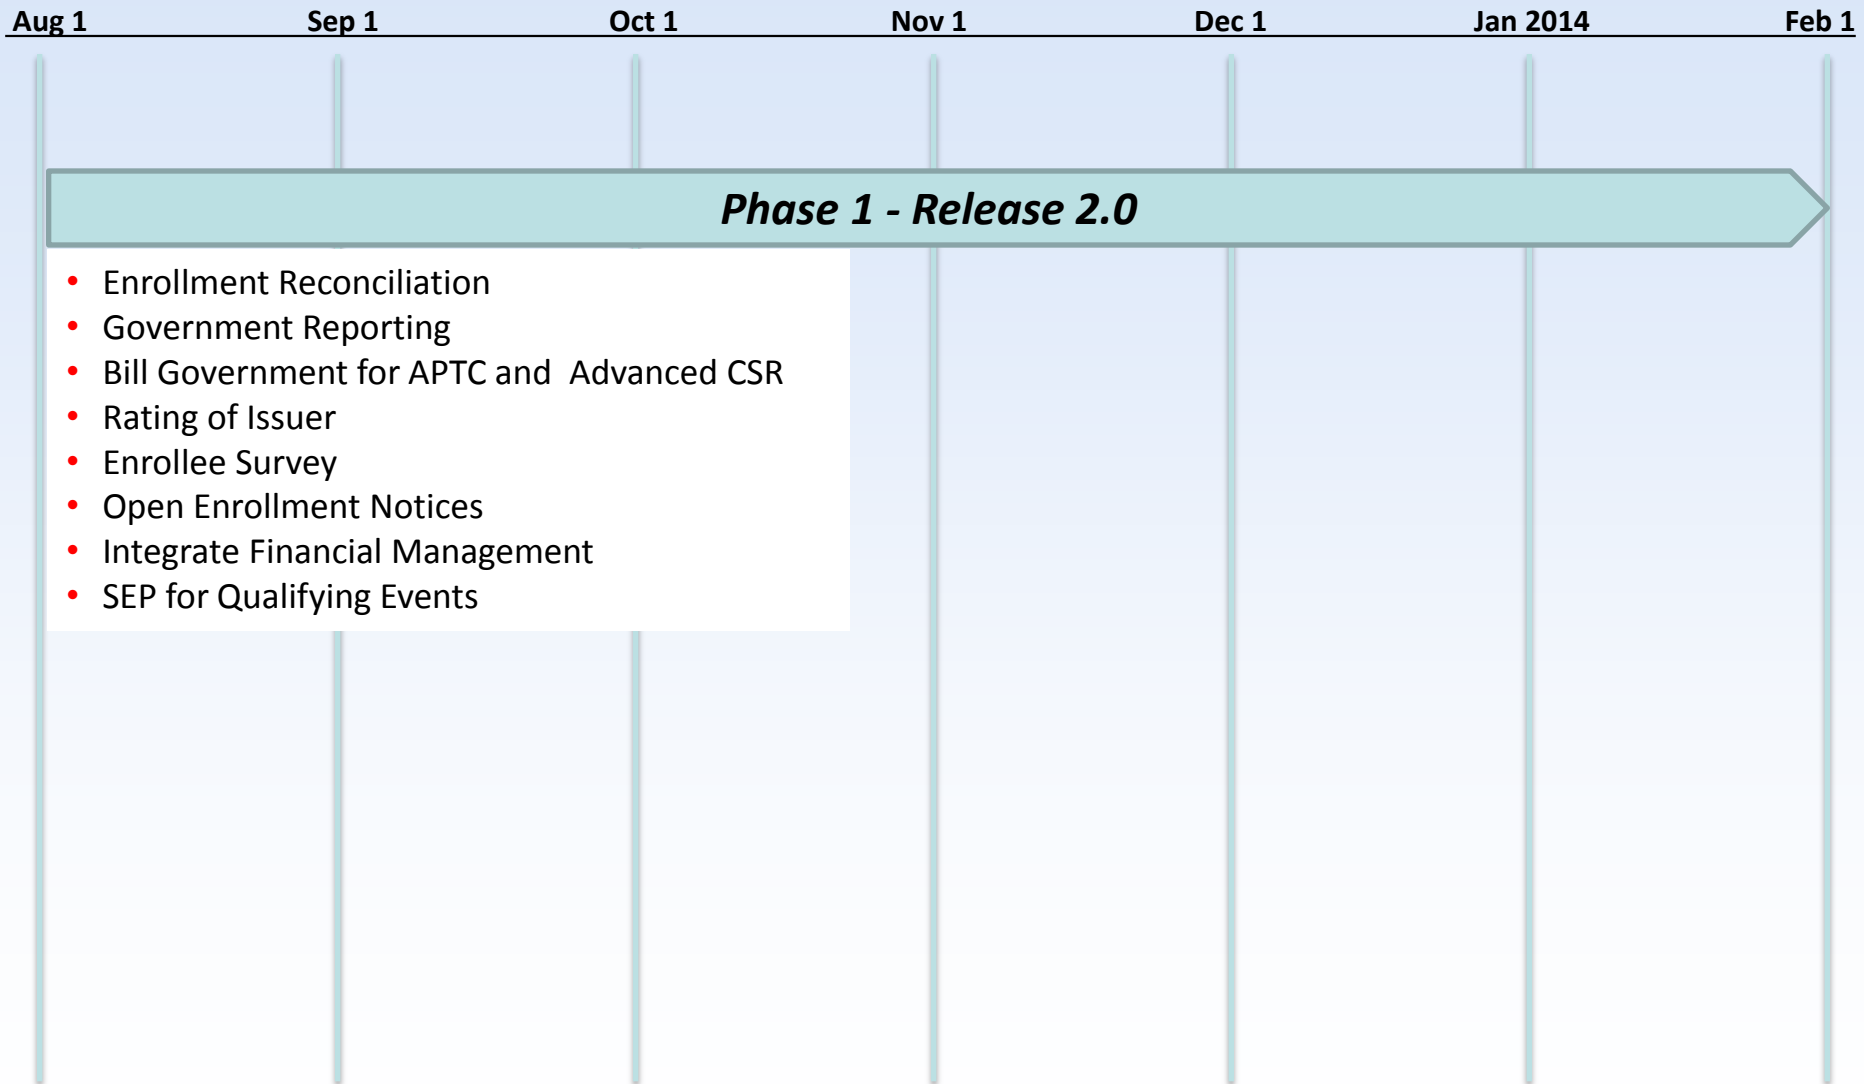 Aug 1 Sep 1 Oct 1 Nov 1 Dec 1 Jan 2014 Feb 1
Phase 1 - Release 2.0
• Enrollment Reconciliation
• Government Reporting
• Bill Government for APTC and  Advanced CSR
• Rating of Issuer
• Enrollee Survey
• Open Enrollment Notices
• Integrate Financial Management
• SEP for Qualifying Events